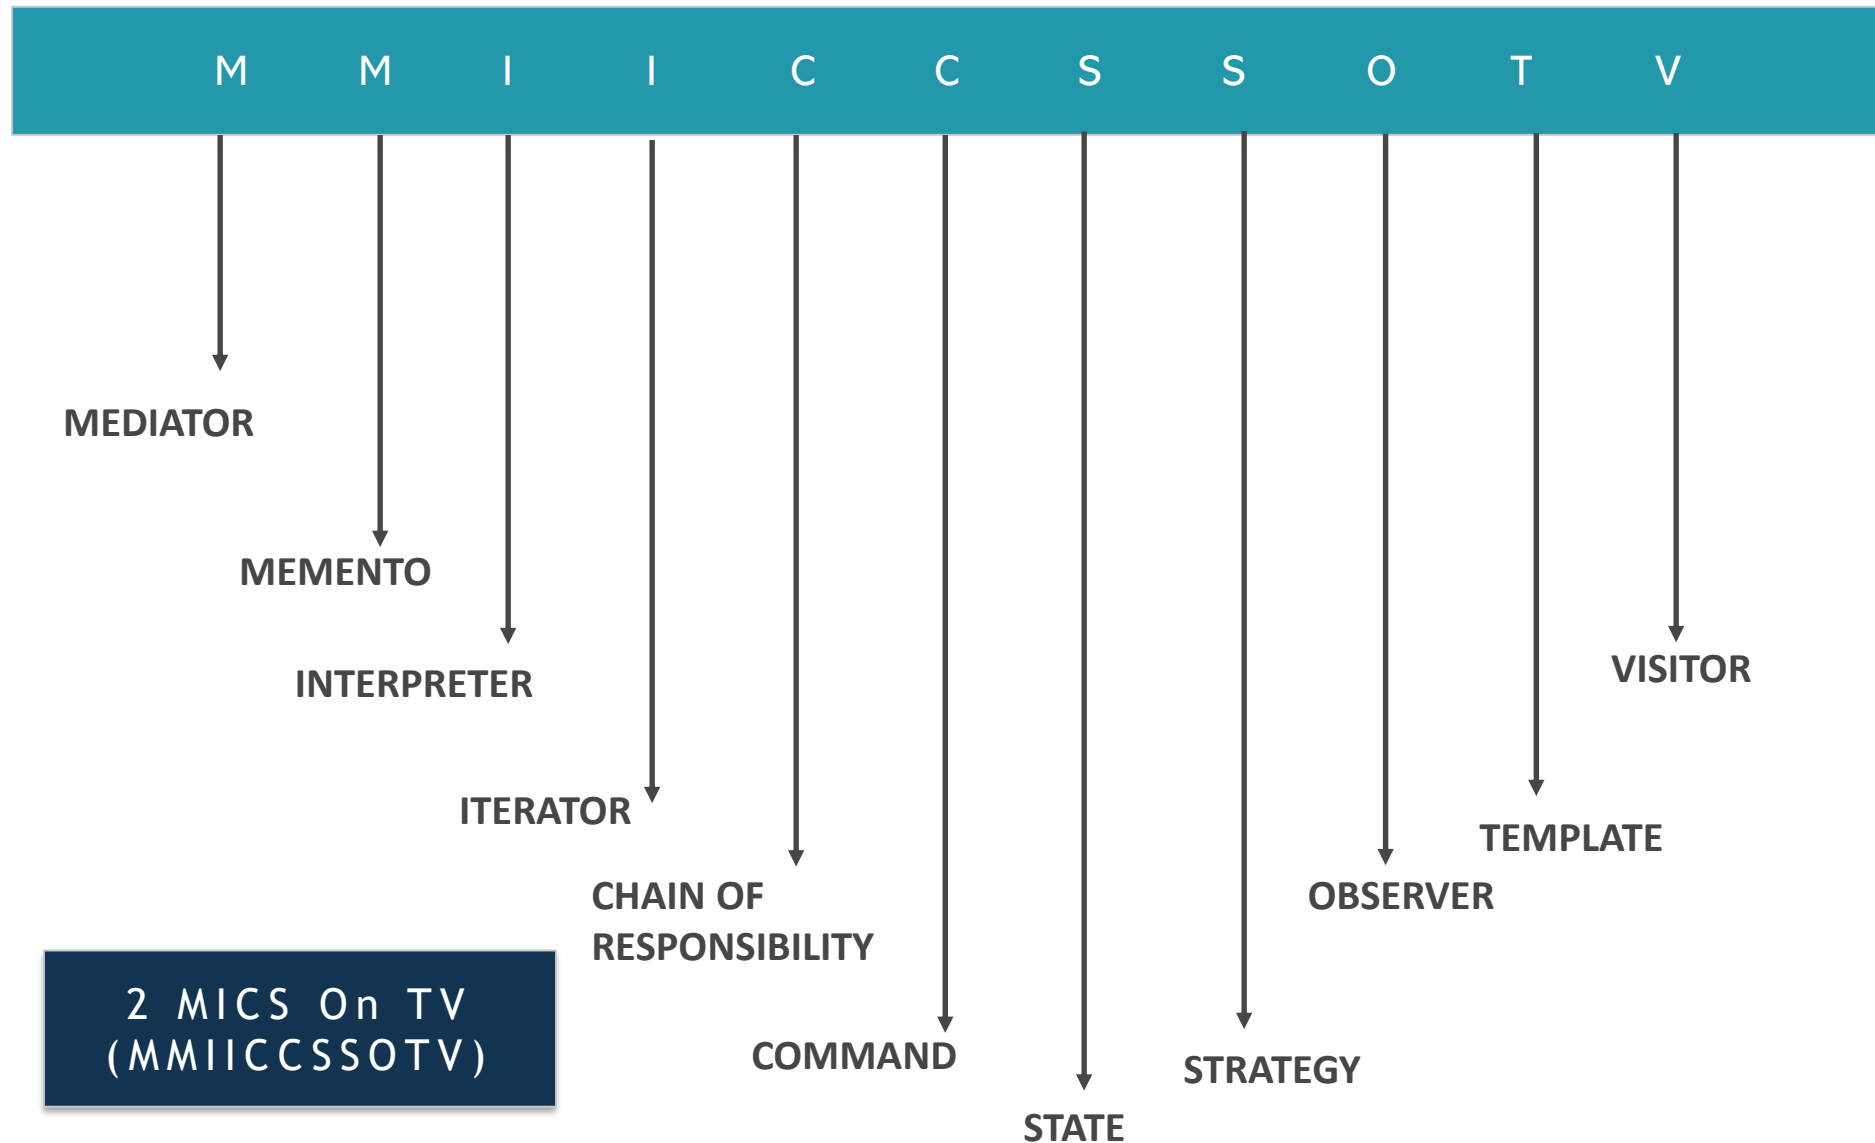 M M I I C C S S O T V
MEDIATOR
MEMENTO
INTERPRETER
VISITOR
ITERATOR
TEMPLATE
CHAIN OF
RESPONSIBILITY
OBSERVER
2 MICS On TV
(MMIICCSSOTV)
COMMAND
STRATEGY
STATE